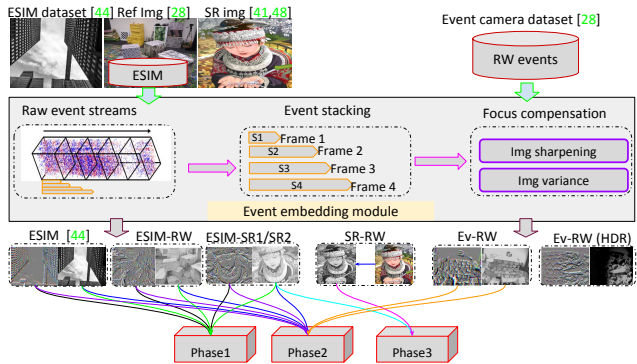 ESIM dataset [44] Ref Img [28] SR img [41,48]
Event camera dataset [28]
ESIM
RW events
Raw event streams
Event stacking
Focus compensation
S1 Frame 1
S2 Frame 2
S3 Frame 3
S4 Frame 4
Img sharpening
Img variance
Event embedding module
ESIM [44]
ESIM-RW
ESIM-SR1/SR2
SR-RW
Ev-RW
Ev-RW (HDR)
Phase1
Phase2
Phase3